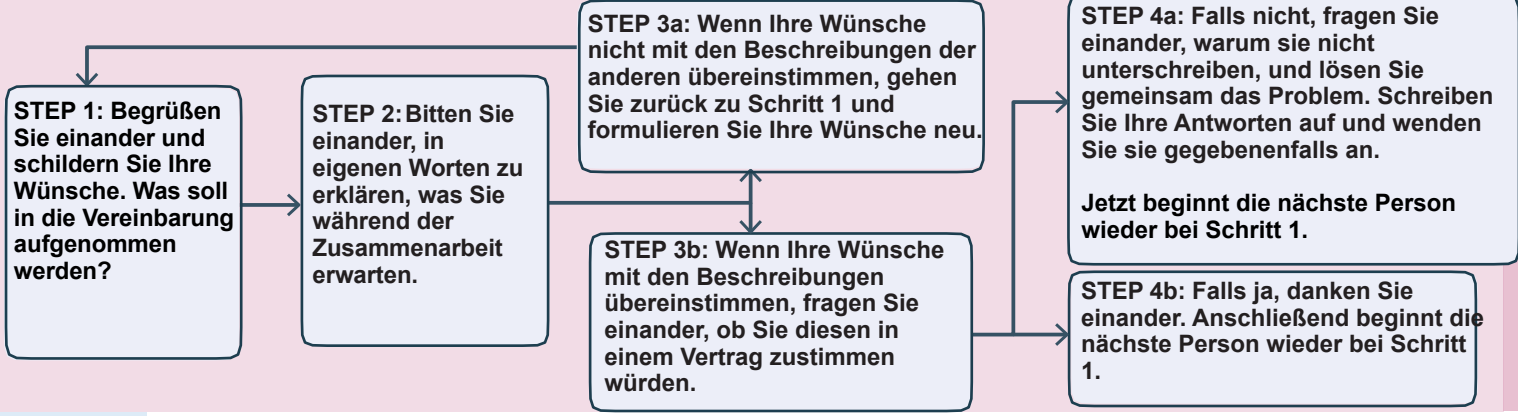 STEP 1: Begrüßen
Sie einander und
schildern Sie Ihre
Wünsche. Was soll
in die Vereinbarung
aufgenommen
werden?
STEP 2: Bitten Sie
einander, in
eigenen Worten zu
erklären, was Sie
während der
Zusammenarbeit
erwarten.
STEP 3a: Wenn Ihre Wünsche
nicht mit den Beschreibungen der
anderen übereinstimmen, gehen
Sie zurück zu Schritt 1 und
formulieren Sie Ihre Wünsche neu.
STEP 3b: Wenn Ihre Wünsche
mit den Beschreibungen
übereinstimmen, fragen Sie
einander, ob Sie diesen in
einem Vertrag zustimmen
würden.
STEP 4a: Falls nicht, fragen Sie
einander, warum sie nicht
unterschreiben, und lösen Sie
gemeinsam das Problem. Schreiben
Sie Ihre Antworten auf und wenden
Sie sie gegebenenfalls an.
Jetzt beginnt die nächste Person
wieder bei Schritt 1.
STEP 4b: Falls ja, danken Sie
einander. Anschließend beginnt die
nächste Person wieder bei Schritt
1.